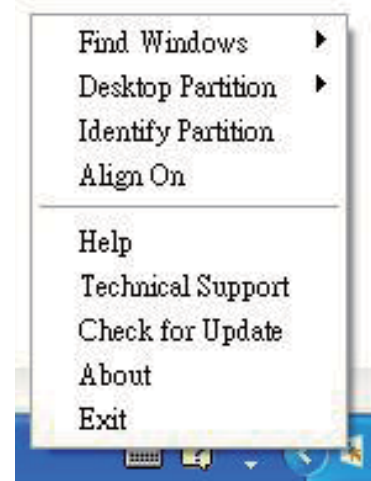 Find Windows
Desktop Partition
Identify Partition
Align On
Help
Technical Support
Check for Update
About
Exit